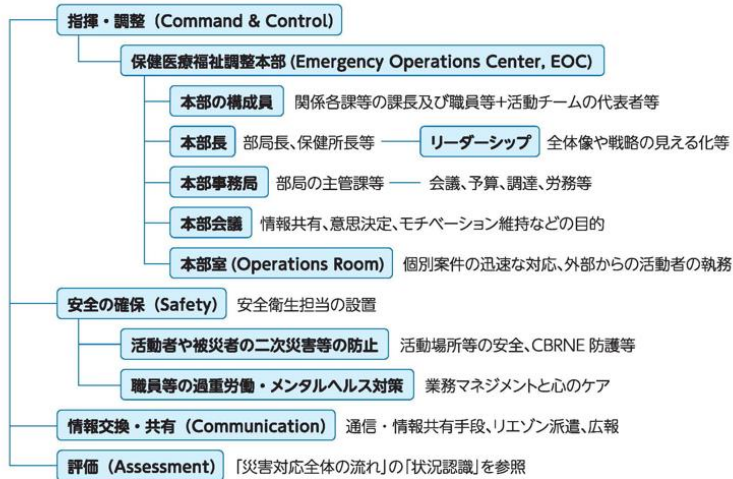 指揮・調整（Command & Control）
保健医療福祉調整本部 (Emergency Operations Center, EOC)
本部の構成員 関係各課等の課長及び職員等＋活動チームの代表者等
本部長 部局長、保健所長等 リーダーシップ 全体像や戦略の見える化等
本部事務局 部局の主管課等 会議、予算、調達、労務等
本部会議 情報共有、意思決定、モチベーション維持などの目的
本部室 (Operations Room) 個別案件の迅速な対応、外部からの活動者の執務
安全の確保（Safety） 安全衛生担当の設置
活動者や被災者の二次災害等の防止 活動場所等の安全、CBRNE 防護等
職員等の過重労働・メンタルヘルス対策 業務マネジメントと心のケア
情報交換・共有（Communication） 通信・情報共有手段、リエゾン派遣、広報
評価（Assessment） 「災害対応全体の流れ」の「状況認識」を参照